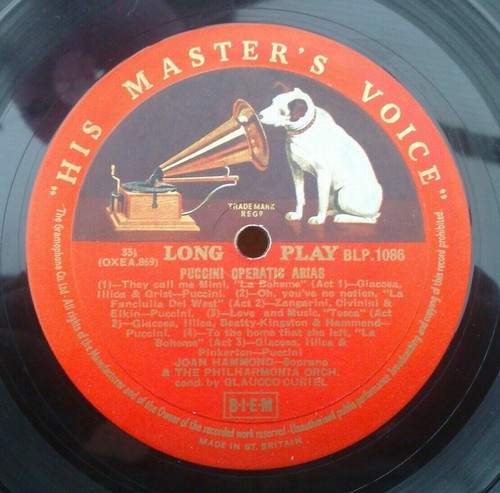 "HIS MASTER'S VOICE"
TRADE MARK
REGD
33⅓
(OXEA.869)
LONG PLAY BLP.1086
PUCCINI OPERATIC ARIAS
(1)—They call me Mimi, "La Boheme" (Act 1)—Giacosa,
Illica & Grist—Puccini. (2)—Oh, you've no notion, "La
Fanciulla Del West" (Act 2)—Zangarini, Civinini &
Elkin—Puccini. (3)—Love and Music, "Tosca" (Act
2)—Giacosa, Illica, Beatty-Kingston & Hammond—
Puccini. (4)—To the home that she left, "La
Boheme" (Act 3)—Giacosa, Illica &
Pinkerton—Puccini
JOAN HAMMOND—Soprano
& THE PHILHARMONIA ORCH.
cond. by GLAUCO CURIEL
B·I·E·M
The Gramophone Co. Ltd. · All rights of the Manufacturer and of the Owner of the recorded work reserved · Unauthorised public performance, broadcasting and copying of this record prohibited.
MADE IN GT. BRITAIN